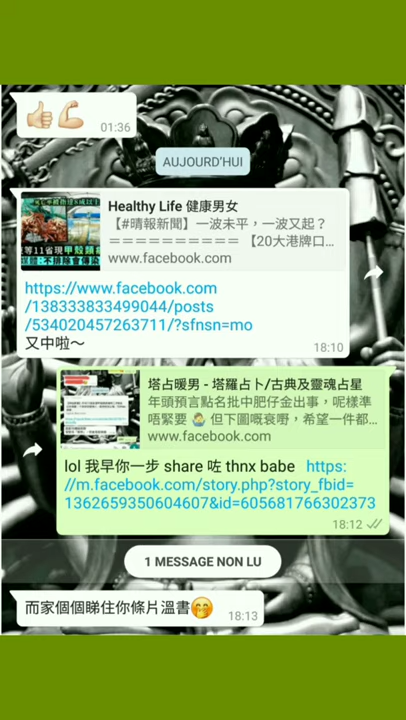 👍🏻💪🏻
01:36
AUJOURD'HUI
Healthy Life 健康男女
【#晴報新聞】一波未平，一波又起？
========== 【20大港牌口…
www.facebook.com
https://www.facebook.com
/138333833499044/posts
/534020457263711/?sfnsn=mo
又中啦～
18:10
塔占暖男 - 塔羅占卜/古典及靈魂占星
年頭預言點名批中肥仔金出事，呢樣準
唔緊要 🤷 但下圖嘅衰嘢，希望一件都…
www.facebook.com
lol 我早你一步 share 咗 thnx babe https:
//m.facebook.com/story.php?story_fbid=
1362659350604607&id=605681766302373
18:12
1 MESSAGE NON LU
而家個個睇住你條片溫書🤭
18:13